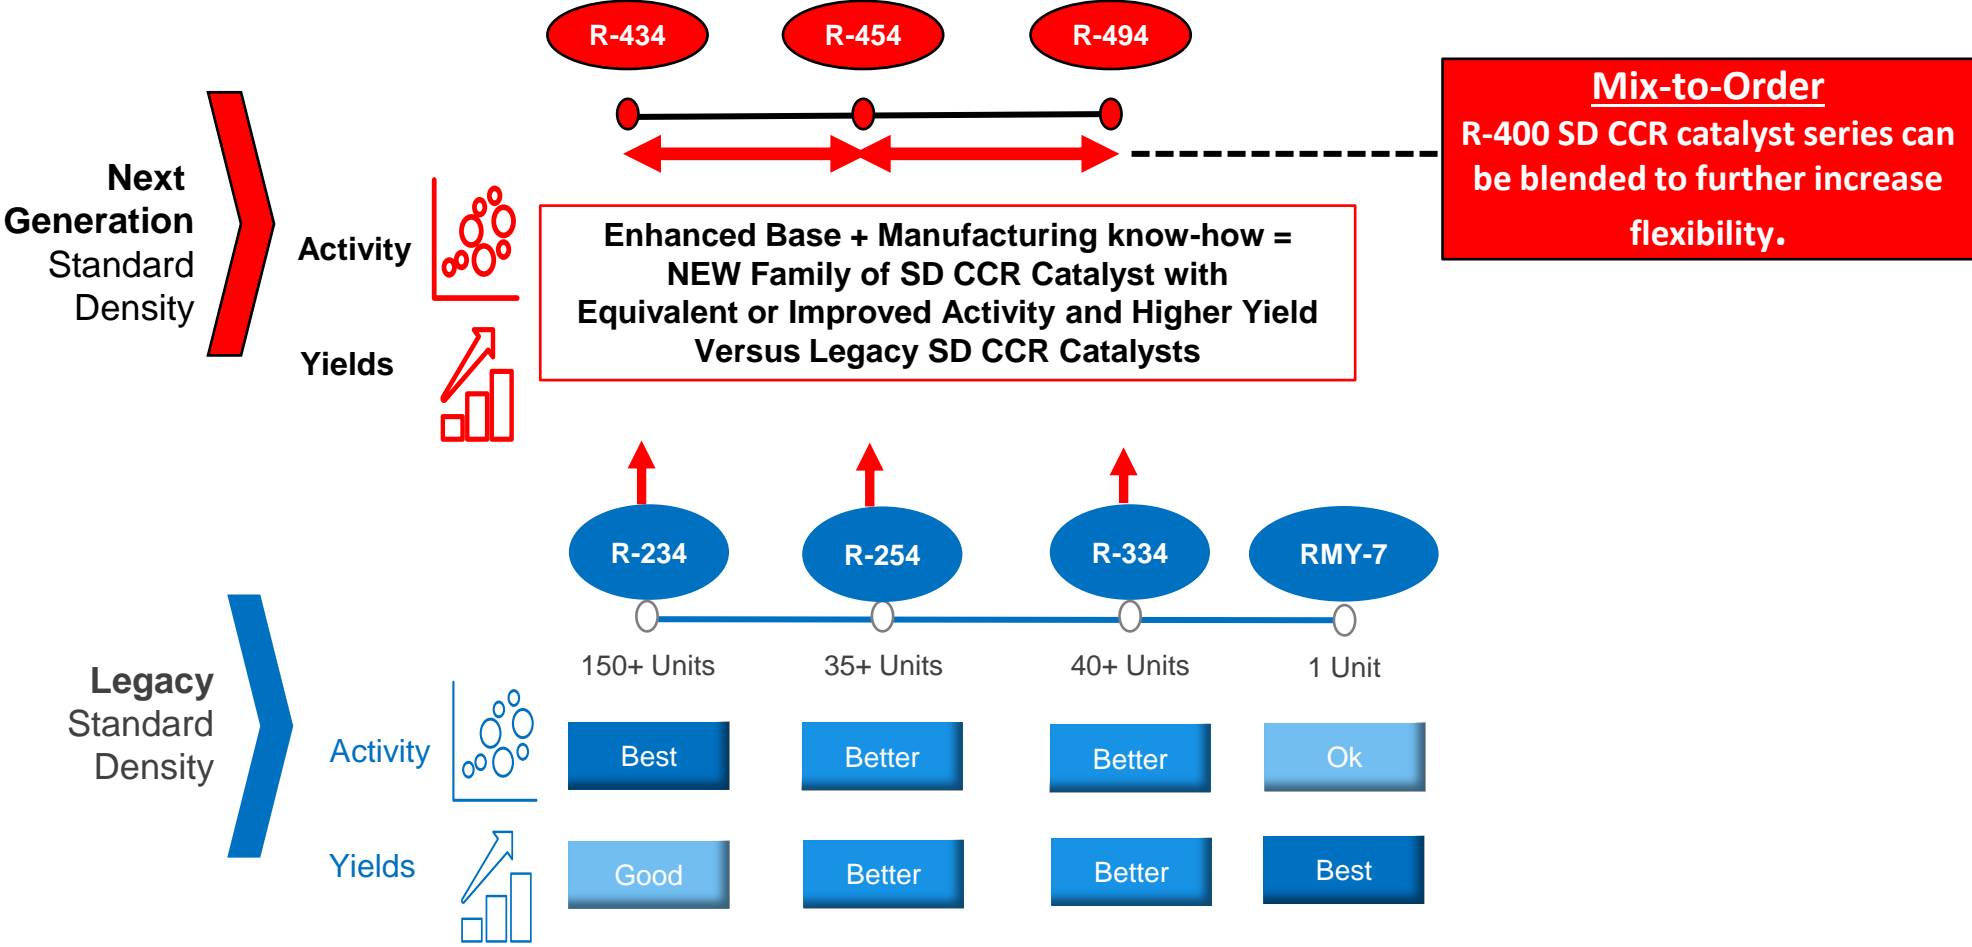 R-434
R-454
R-494
Mix-to-Order
R-400 SD CCR catalyst series can
be blended to further increase
flexibility.
Next
Generation
Standard
Density
Activity
Yields
Enhanced Base + Manufacturing know-how =
NEW Family of SD CCR Catalyst with
Equivalent or Improved Activity and Higher Yield
Versus Legacy SD CCR Catalysts
R-234
R-254
R-334
RMY-7
150+ Units
35+ Units
40+ Units
1 Unit
Legacy
Standard
Density
Activity
Best
Better
Better
Ok
Yields
Good
Better
Better
Best